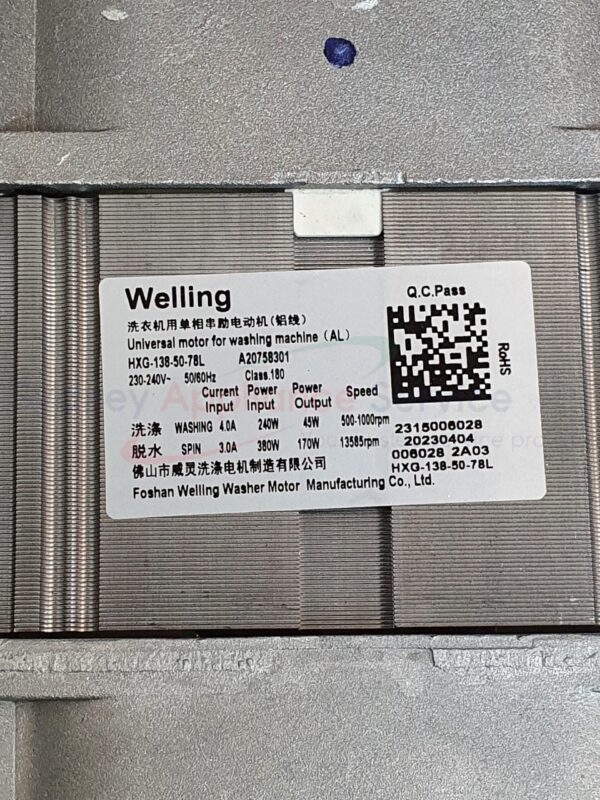 Welling
洗衣机用单相串励电动机(铝线)
Universal motor for washing machine (AL)
HXG-138-50-78L A20758301
230-240V~ 50/60Hz Class.180
Current Input Power Input Power Output Speed
洗涤 WASHING 4.0A 240W 45W 500-1000rpm
脱水 SPIN 3.0A 380W 170W 13585rpm
佛山市威灵洗涤电机制造有限公司
Foshan Welling Washer Motor Manufacturing Co., Ltd.
Q.C.Pass
RoHS
2315006028
20230404
006028 2A03
HXG-138-50-78L